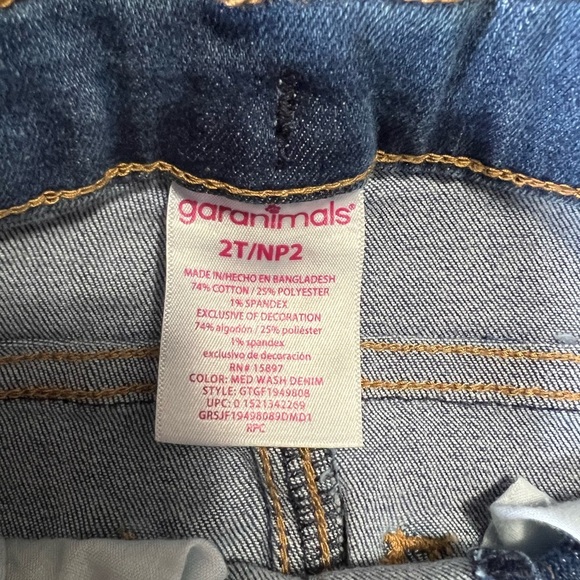 garanimals®
2T/NP2
MADE IN/HECHO EN BANGLADESH
74% COTTON / 25% POLYESTER
1% SPANDEX
EXCLUSIVE OF DECORATION
74% algodón / 25% poliéster
1% spandex
exclusivo de decoración
RN# 15897
COLOR: MED WASH DENIM
STYLE: GTGF1949808
UPC: 0 1521342269
GRSJF19498089DMD1
RPC